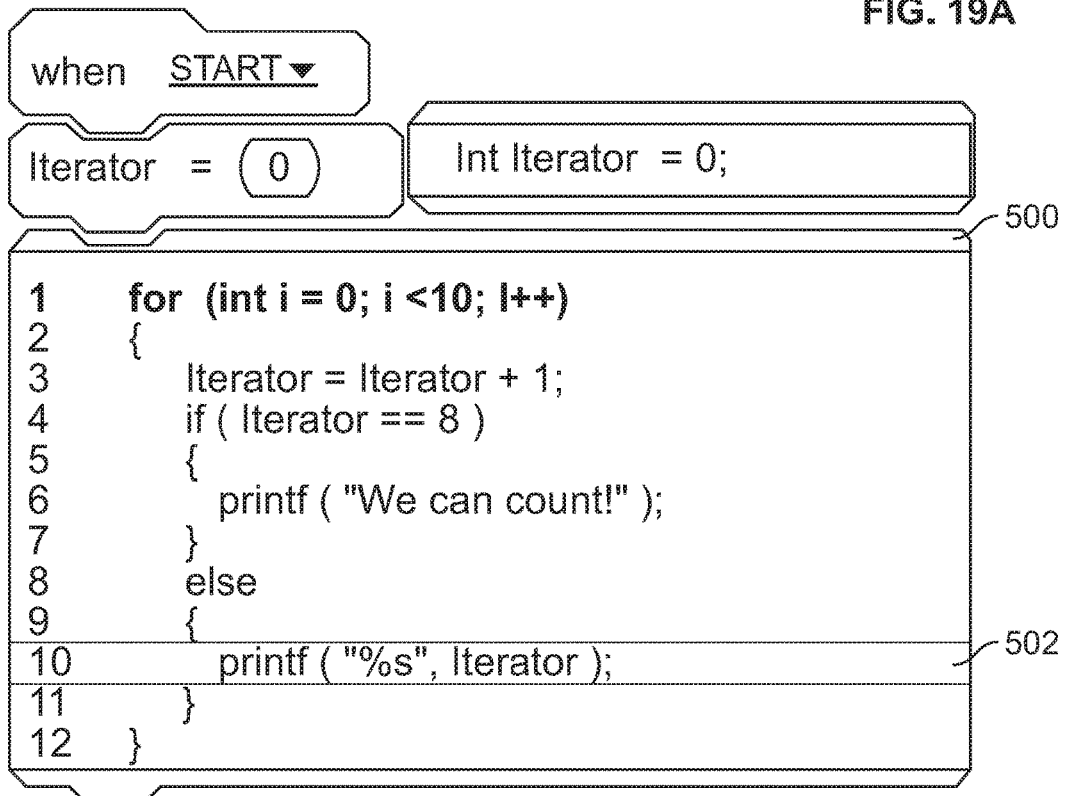 FIG. 19A
when START
Iterator = 0
Int Iterator = 0;
500
1 for (int i = 0; i <10; I++)
2 {
3 Iterator = Iterator + 1;
4 if ( Iterator == 8 )
5 {
6 printf ( "We can count!" );
7 }
8 else
9 {
10 printf ( "%s", Iterator );
502
11 }
12 }